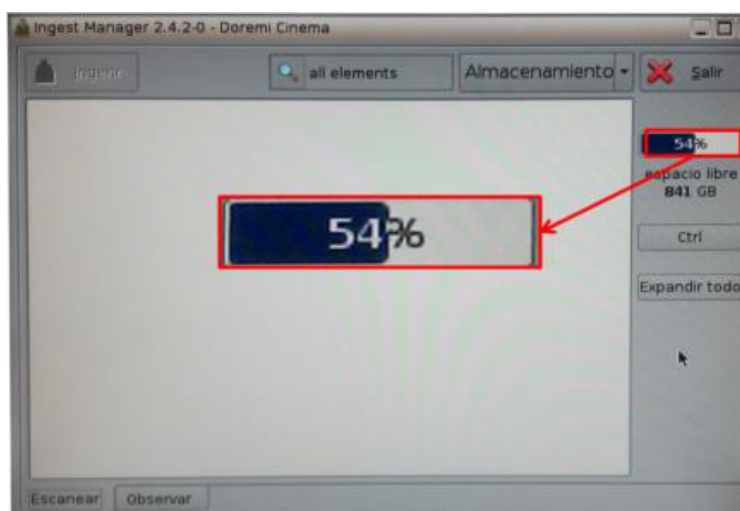 Ingest Manager 2.4.2-0 - Doremi Cinema
Ingerir
all elements
Almacenamiento
Salir
54%
espacio libre
841 GB
54%
Ctrl
Expandir todo
Escanear
Observar